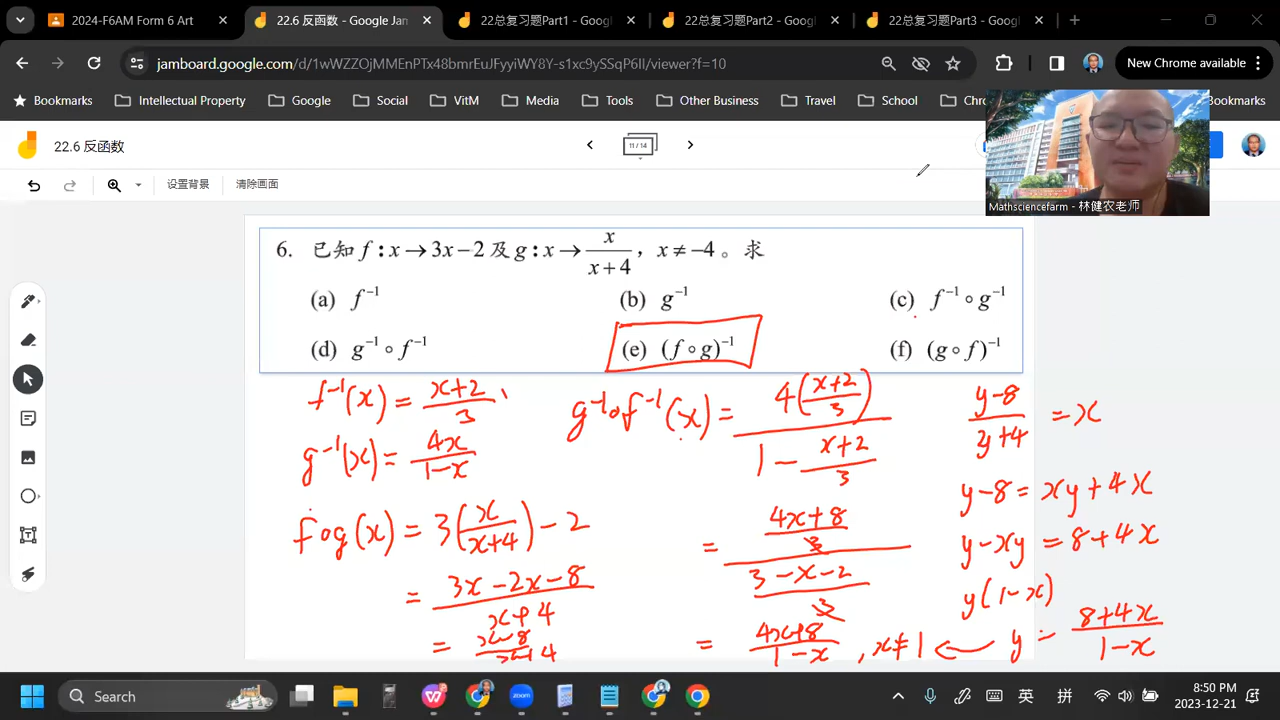 2024-F6AM Form 6 Art
22.6 反函数 - Google Jam
22总复习题Part1 - Googl
22总复习题Part2 - Googl
22总复习题Part3 - Googl
jamboard.google.com/d/1wWZZOjMMEnPTx48bmrEuJFyyiWY8Y-s1xc9ySSqP6II/viewer?f=10
New Chrome available
Bookmarks
Intellectual Property
Google
Social
VitM
Media
Tools
Other Business
Travel
School
Bookmarks
22.6 反函数
11 / 14
设置背景
清除画面
Mathsciencefarm - 林健农老师
6. 已知 f : x → 3x − 2 及 g : x → x/(x + 4) , x ≠ −4 。求
(a) f⁻¹ (b) g⁻¹ (c) f⁻¹ ∘ g⁻¹
(d) g⁻¹ ∘ f⁻¹ (e) (f ∘ g)⁻¹ (f) (g ∘ f)⁻¹
f⁻¹(x) = (x+2)/3
g⁻¹(x) = 4x/(1−x)
fog(x) = 3(x/(x+4)) − 2
= (3x − 2x − 8)/(x+4)
= (x−8)/(x+4)
g⁻¹of⁻¹(x) = 4((x+2)/3)/(1 − (x+2)/3)
= ((4x+8)/3)/((3−x−2)/3)
= (4x+8)/(1−x) , x≠1
(y−8)/(y+4) = x
y−8 = xy+4x
y−xy = 8+4x
y(1−x)
y = (8+4x)/(1−x)
Search
英
拼
8:50 PM
2023-12-21